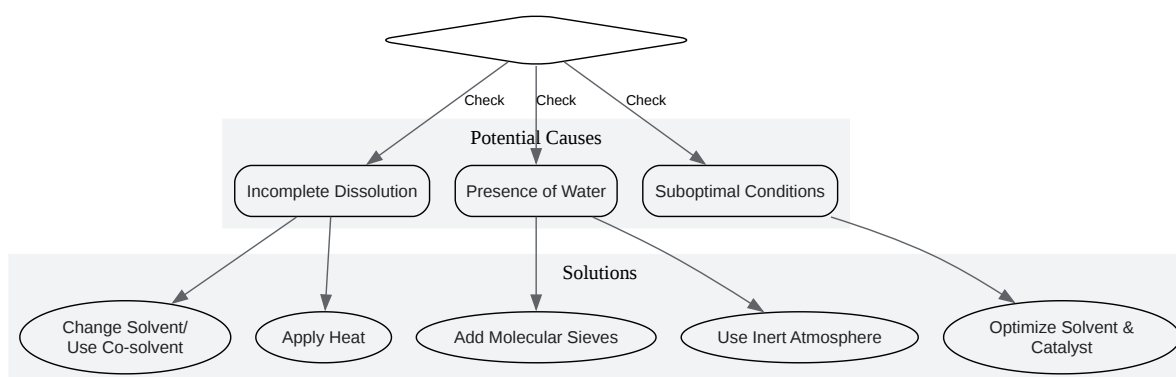 Check
Check
Check
Potential Causes
Incomplete Dissolution
Presence of Water
Suboptimal Conditions
Solutions
Change Solvent/
Use Co-solvent
Apply Heat
Add Molecular Sieves
Use Inert Atmosphere
Optimize Solvent &
Catalyst